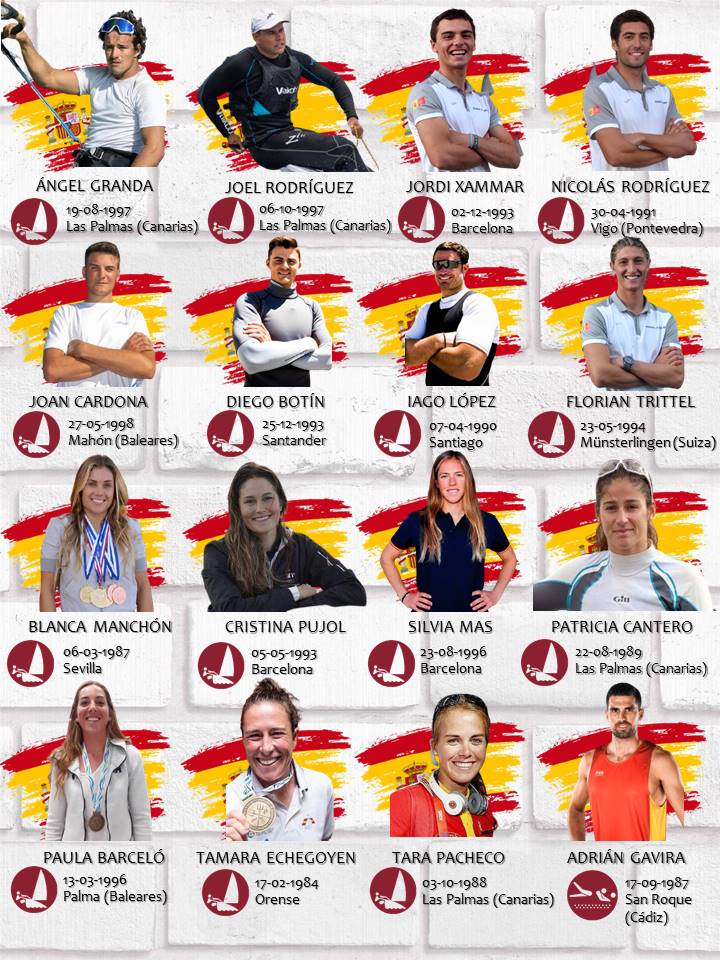 Valon
Zhik
ÁNGEL GRANDA
19-08-1997
Las Palmas (Canarias)
JOEL RODRÍGUEZ
06-10-1997
Las Palmas (Canarias)
JORDI XAMMAR
02-12-1993
Barcelona
NICOLÁS RODRÍGUEZ
30-04-1991
Vigo (Pontevedra)
JOAN CARDONA
27-05-1998
Mahón (Baleares)
DIEGO BOTÍN
25-12-1993
Santander
IAGO LÓPEZ
07-04-1990
Santiago
FLORIAN TRITTEL
23-05-1994
Münsterlingen (Suiza)
Gill
BLANCA MANCHÓN
06-03-1987
Sevilla
CRISTINA PUJOL
05-05-1993
Barcelona
SILVIA MAS
23-08-1996
Barcelona
PATRICIA CANTERO
22-08-1989
Las Palmas (Canarias)
PAULA BARCELÓ
13-03-1996
Palma (Baleares)
TAMARA ECHEGOYEN
17-02-1984
Orense
TARA PACHECO
03-10-1988
Las Palmas (Canarias)
ADRIÁN GAVIRA
17-09-1987
San Roque
(Cádiz)